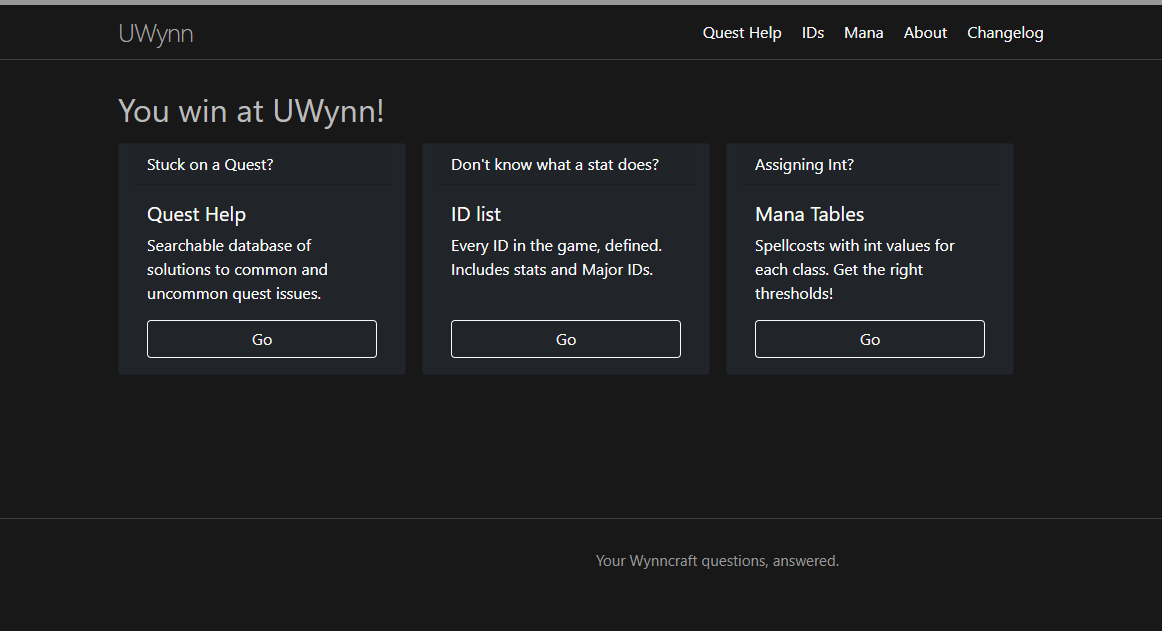 UWynn
Quest Help IDs Mana About Changelog
You win at UWynn!
Stuck on a Quest?
Quest Help
Searchable database of
solutions to common and
uncommon quest issues.
Go
Don't know what a stat does?
ID list
Every ID in the game, defined.
Includes stats and Major IDs.
Go
Assigning Int?
Mana Tables
Spellcosts with int values for
each class. Get the right
thresholds!
Go
Your Wynncraft questions, answered.